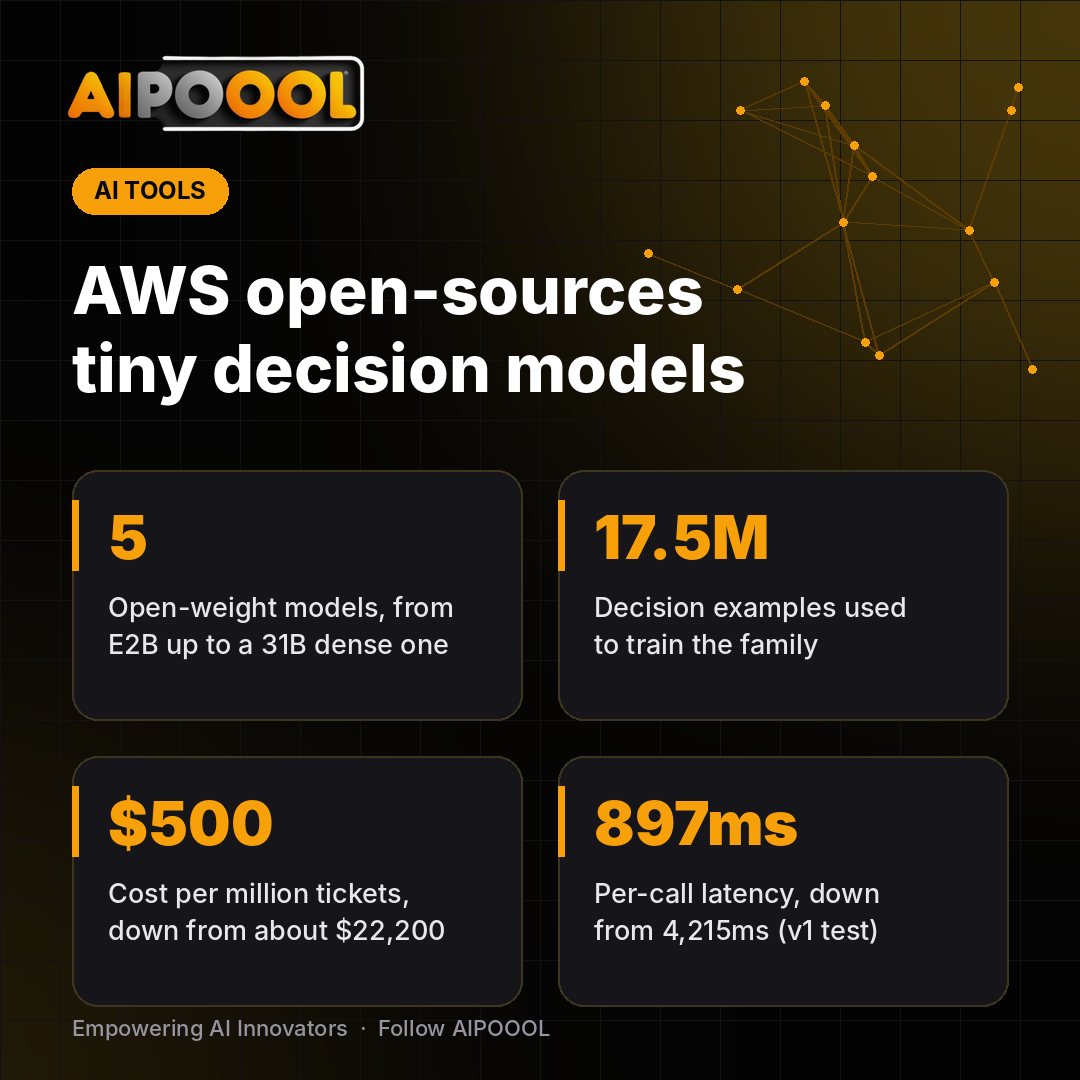 AIPOOOL
AI TOOLS
AWS open-sources
tiny decision models
5
Open-weight models, from
E2B up to a 31B dense one
17.5M
Decision examples used
to train the family
$500
Cost per million tickets,
down from about $22,200
897ms
Per-call latency, down
from 4,215ms (v1 test)
Empowering AI Innovators · Follow AIPOOOL